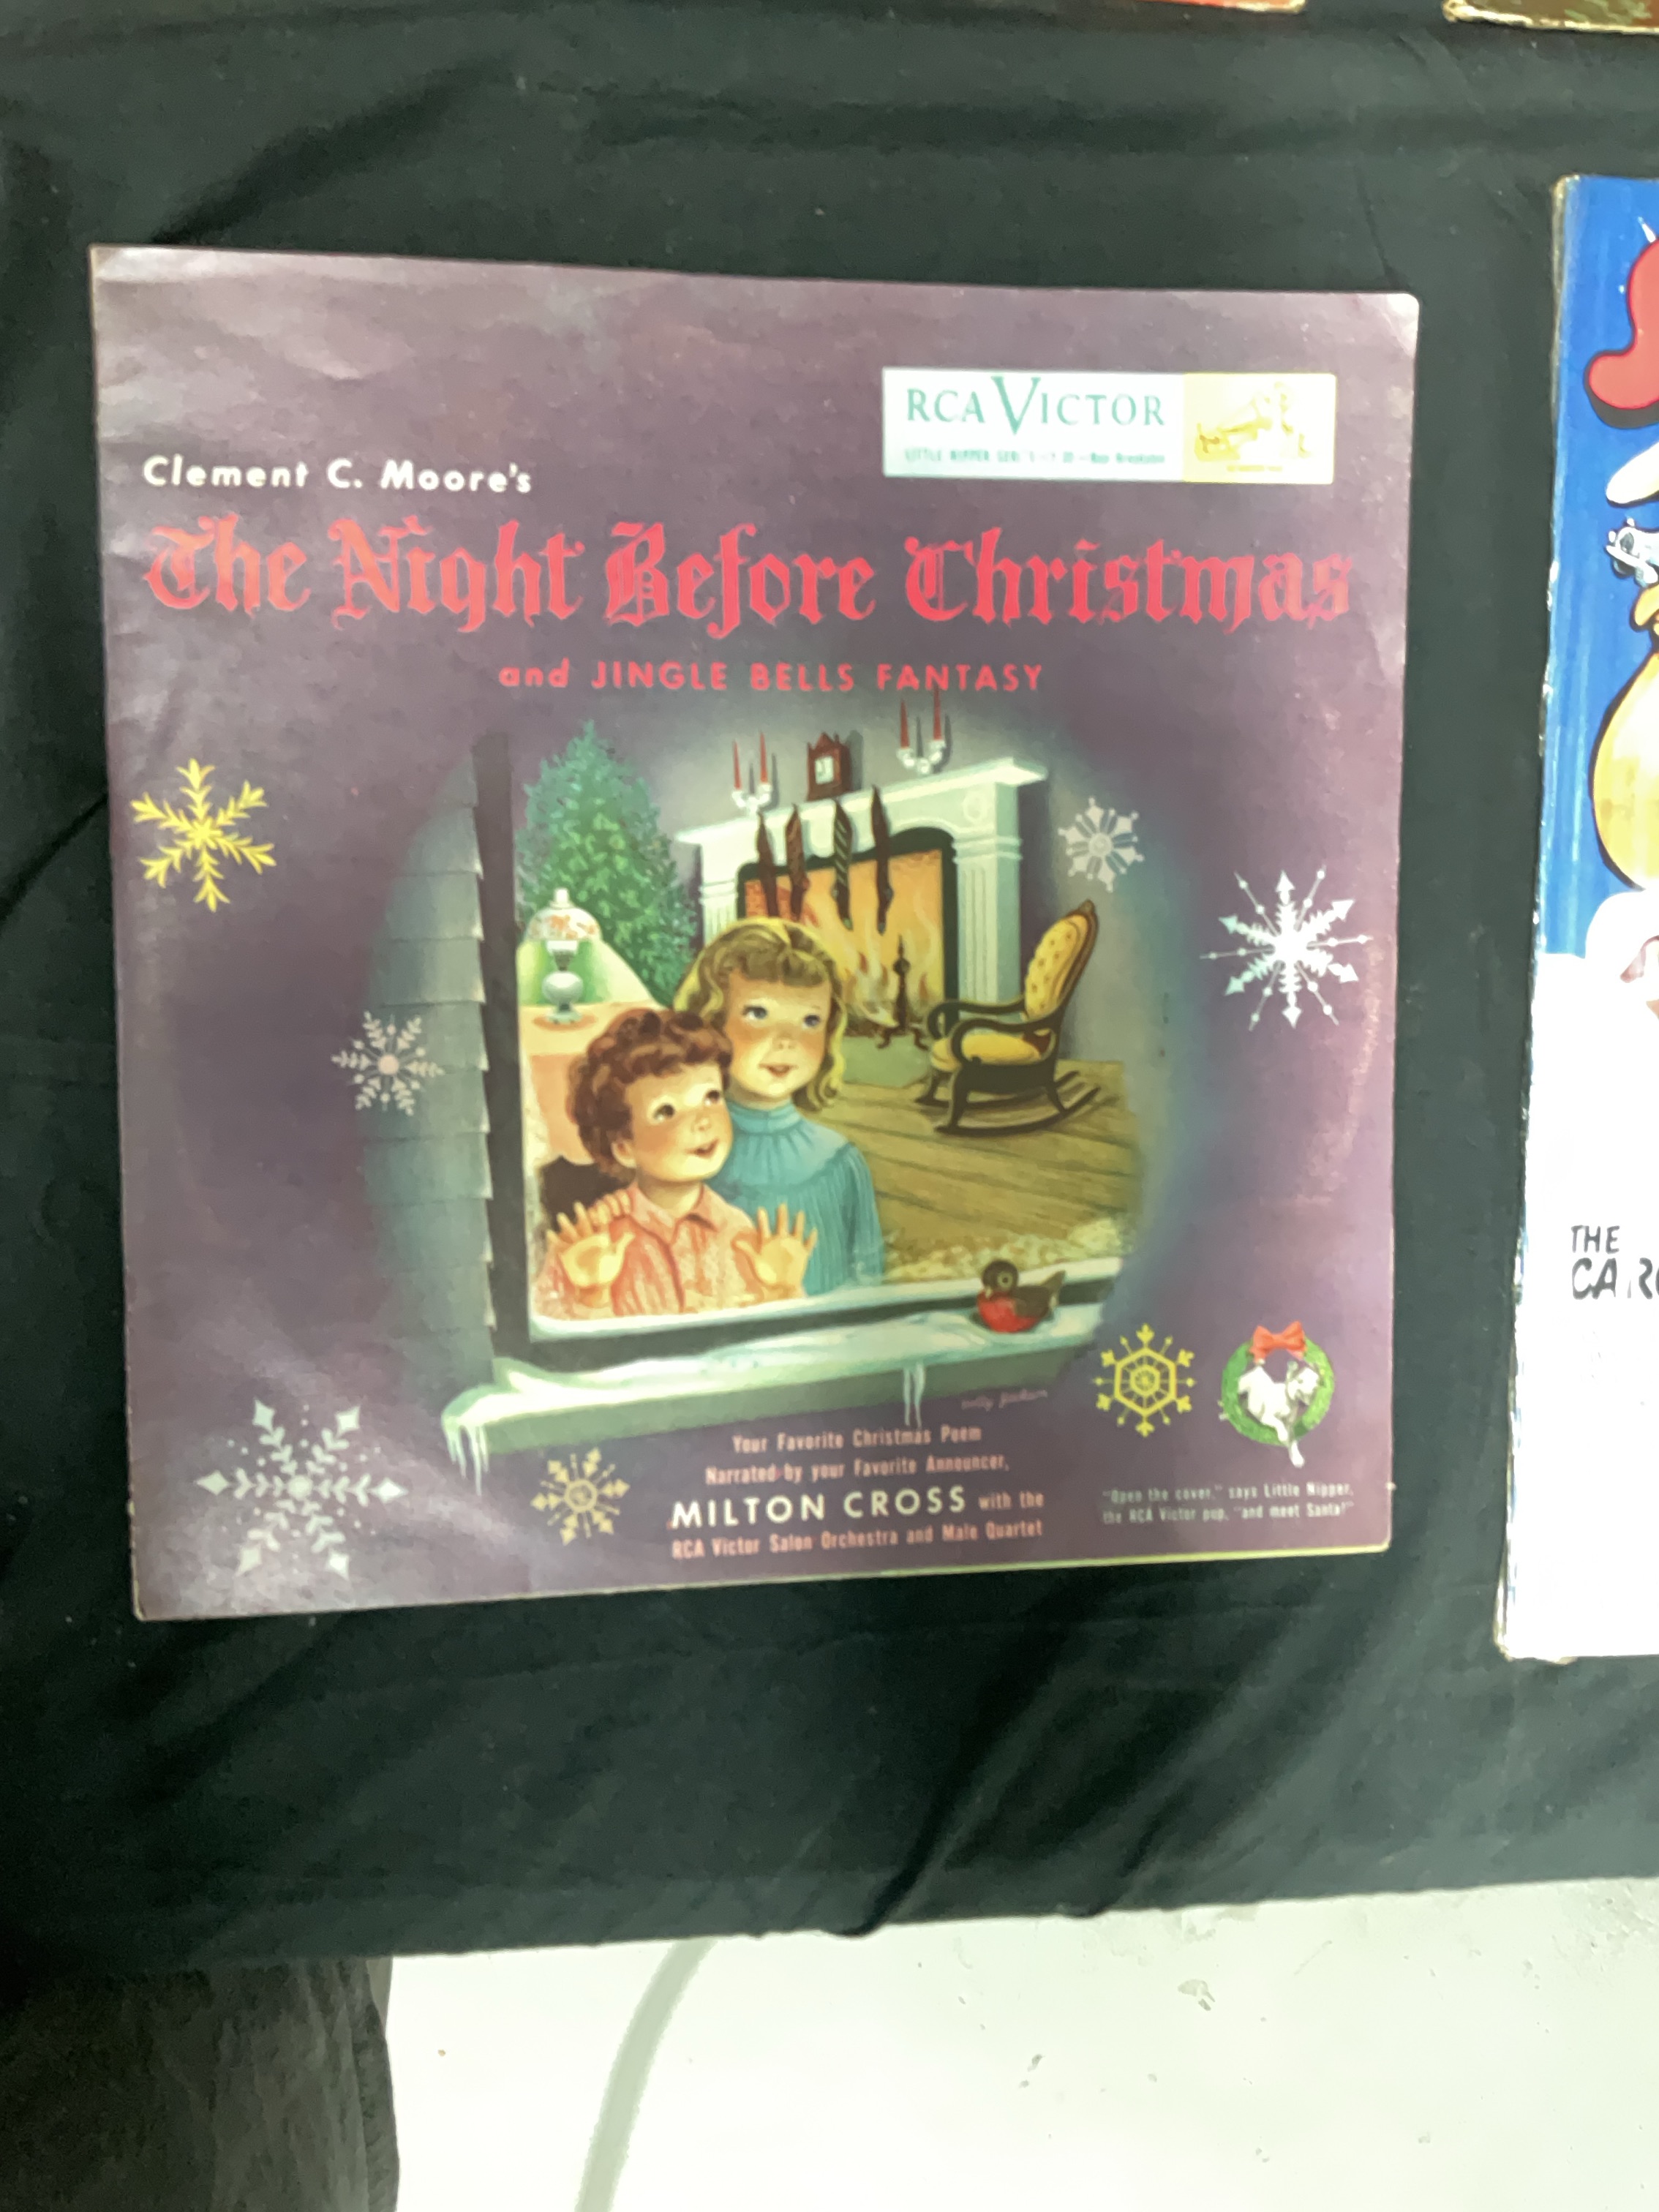 RCA VICTOR
LITTLE NIPPER
Clement C. Moore's
The Night Before Christmas
and JINGLE BELLS FANTASY
Your Favorite Christmas Poem
Narrated by your Favorite Announcer,
MILTON CROSS with the
RCA Victor Salon Orchestra and Male Quartet
"Open the cover," says Little Nipper,
the RCA Victor pup, "and meet Santa!"
THE